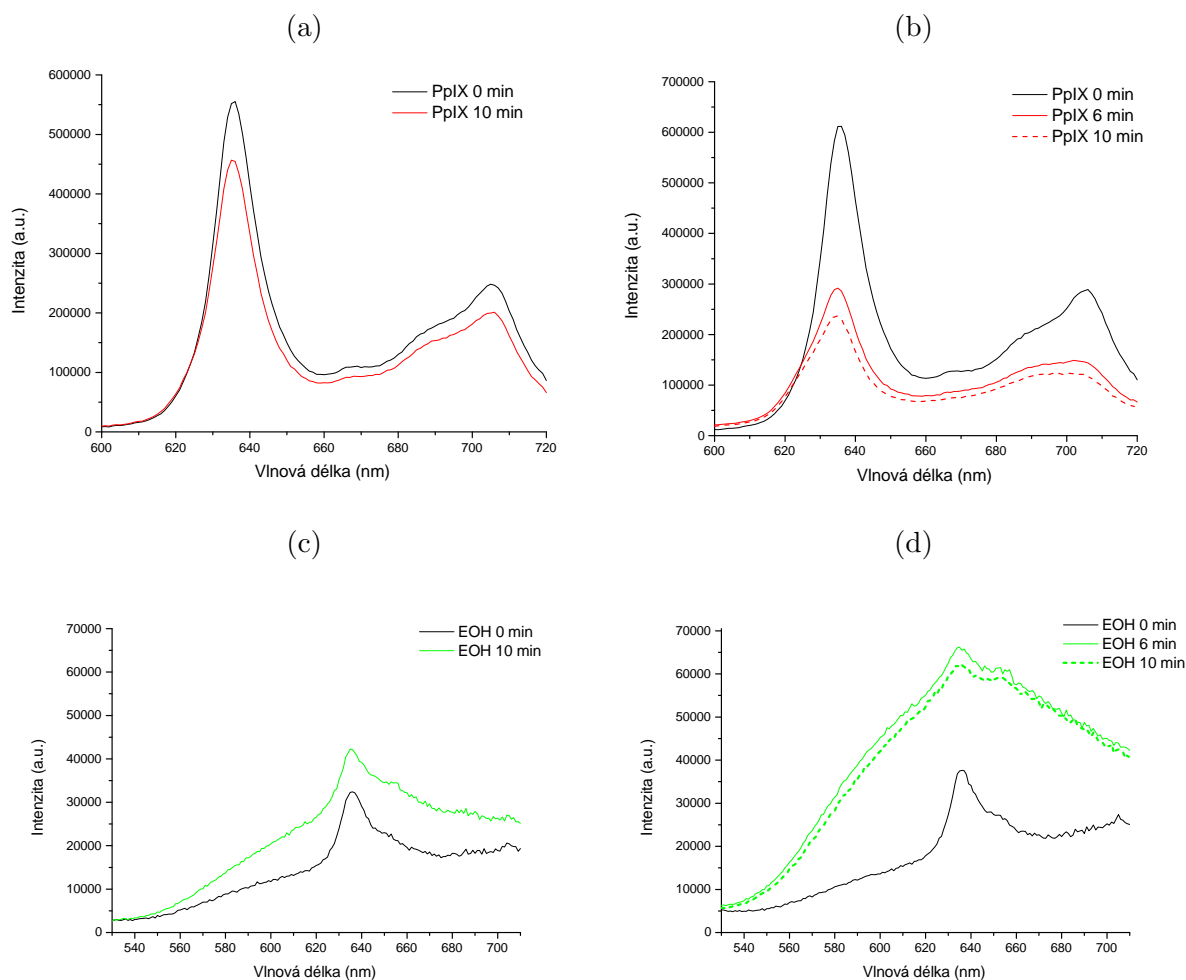 (a)
600000
500000
400000
300000
200000
100000
0
600
620
640
660
680
700
720
Intenzita (a.u.)
Vlnová délka (nm)
PpIX 0 min
PpIX 10 min
(b)
700000
600000
500000
400000
300000
200000
100000
0
600
620
640
660
680
700
720
Intenzita (a.u.)
Vlnová délka (nm)
PpIX 0 min
PpIX 6 min
PpIX 10 min
(c)
70000
60000
50000
40000
30000
20000
10000
0
540
560
580
600
620
640
660
680
700
Intenzita (a.u.)
Vlnová délka (nm)
EOH 0 min
EOH 10 min
(d)
70000
60000
50000
40000
30000
20000
10000
0
540
560
580
600
620
640
660
680
700
Intenzita (a.u.)
Vlnová délka (nm)
EOH 0 min
EOH 6 min
EOH 10 min